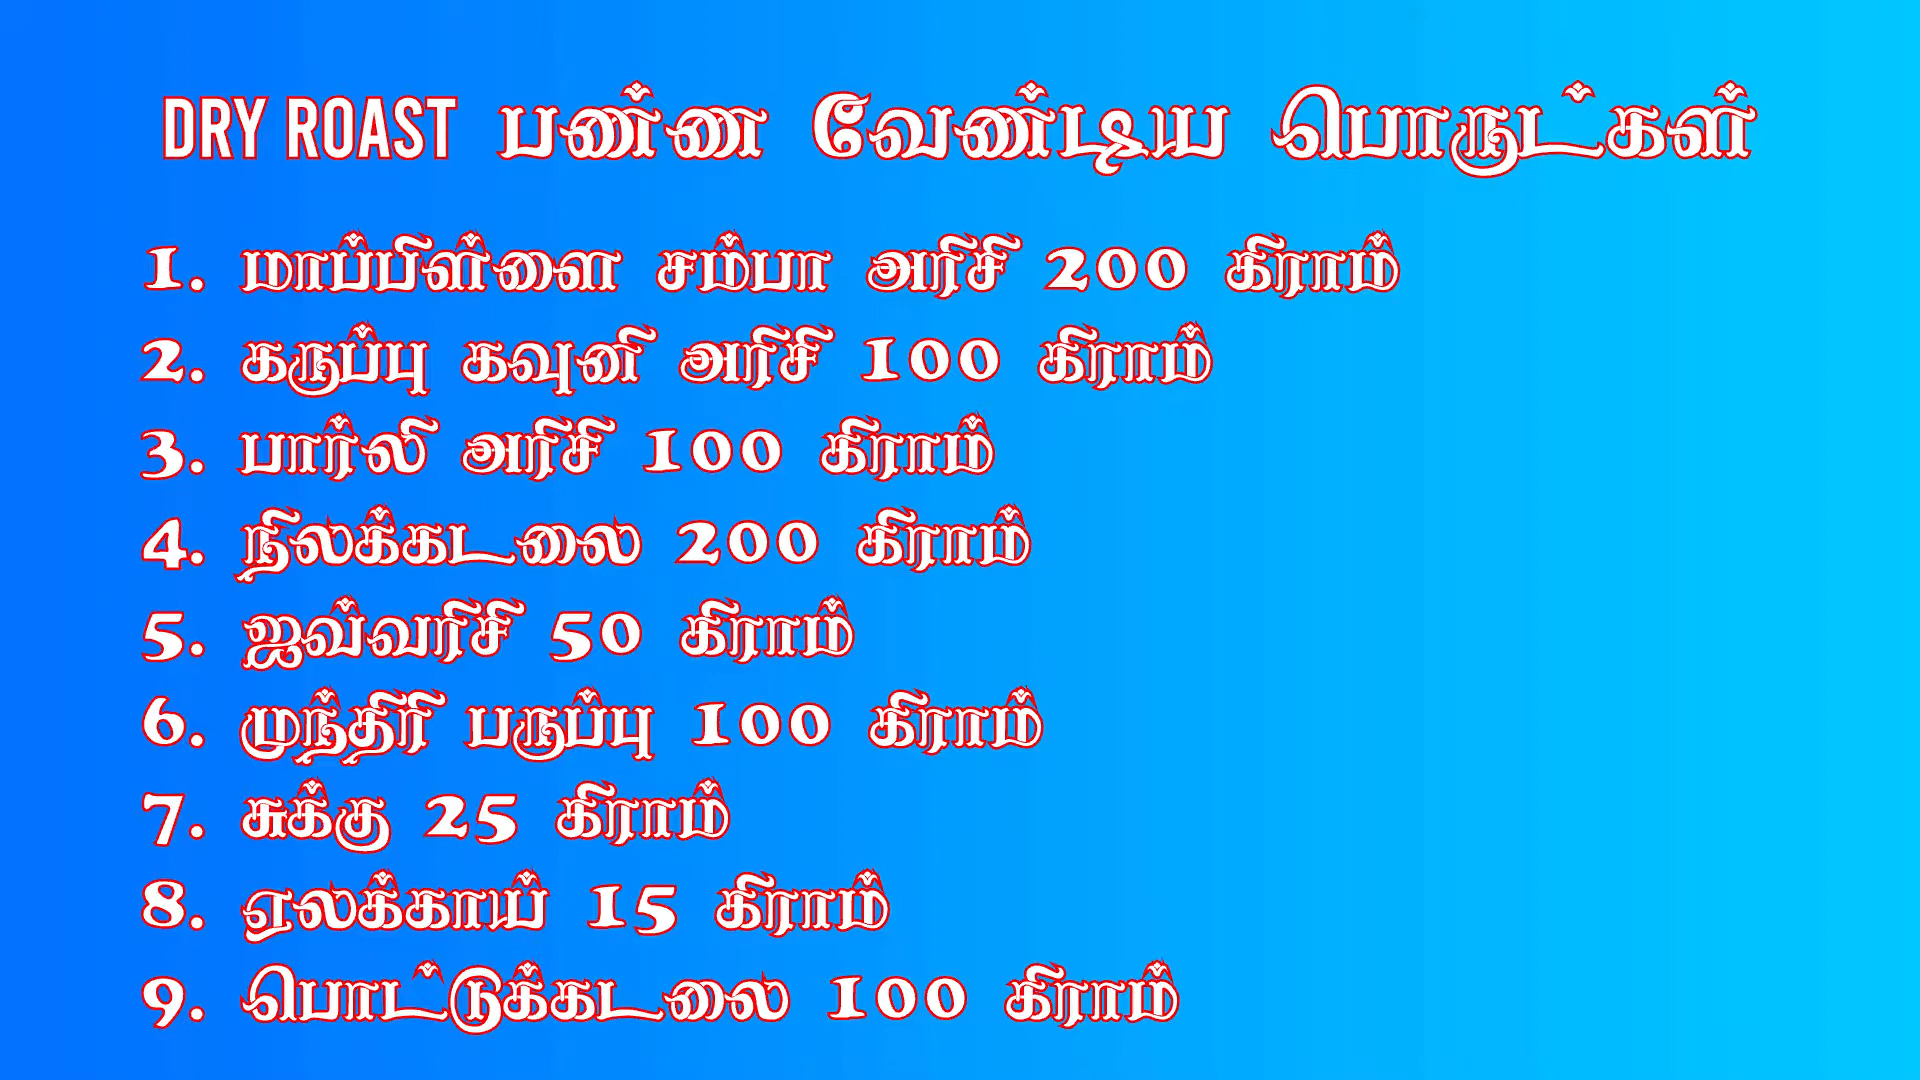 DRY ROAST பண்ண வேண்டிய பொருட்கள்
1. மாப்பிள்ளை சம்பா அரிசி 200 கிராம்
2. கருப்பு கவுனி அரிசி 100 கிராம்
3. பார்லி அரிசி 100 கிராம்
4. நிலக்கடலை 200 கிராம்
5. ஜவ்வரிசி 50 கிராம்
6. முந்திரி பருப்பு 100 கிராம்
7. சுக்கு 25 கிராம்
8. ஏலக்காய் 15 கிராம்
9. பொட்டுக்கடலை 100 கிராம்